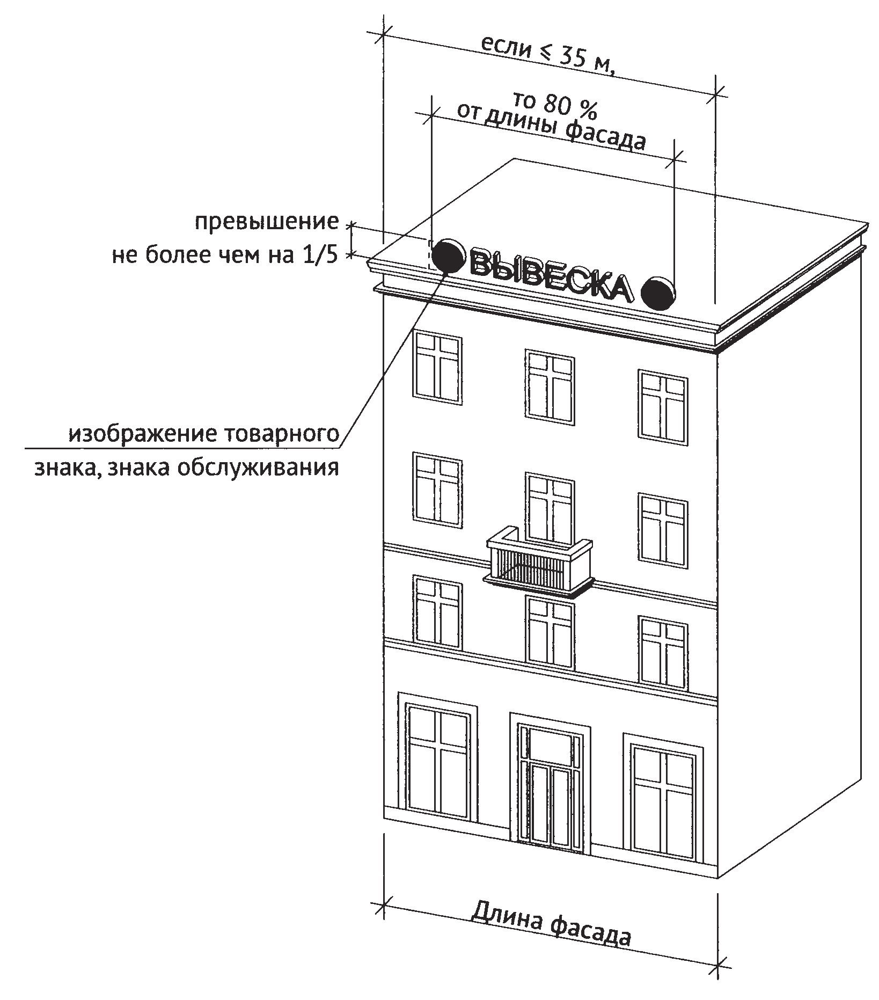 если ⩽ 35 м,
то 80 %
от длины фасада
превышение
не более чем на 1/5
ВЫВЕСКА
изображение товарного
знака, знака обслуживания
Длина фасада